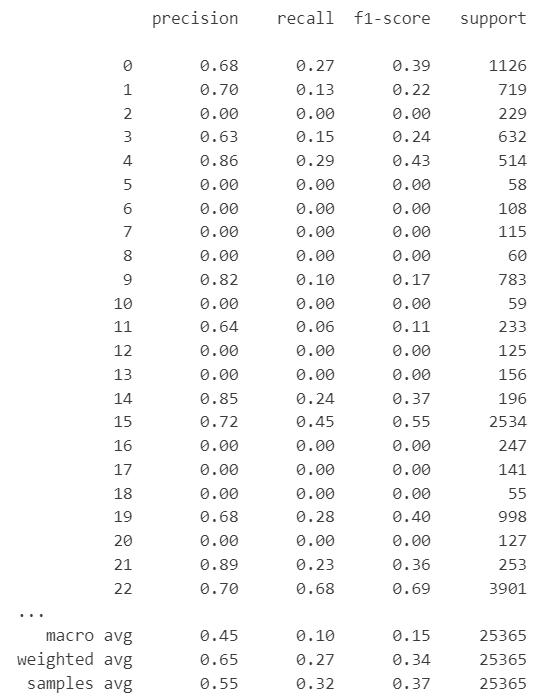 precision recall f1-score support
0 0.68 0.27 0.39 1126
1 0.70 0.13 0.22 719
2 0.00 0.00 0.00 229
3 0.63 0.15 0.24 632
4 0.86 0.29 0.43 514
5 0.00 0.00 0.00 58
6 0.00 0.00 0.00 108
7 0.00 0.00 0.00 115
8 0.00 0.00 0.00 60
9 0.82 0.10 0.17 783
10 0.00 0.00 0.00 59
11 0.64 0.06 0.11 233
12 0.00 0.00 0.00 125
13 0.00 0.00 0.00 156
14 0.85 0.24 0.37 196
15 0.72 0.45 0.55 2534
16 0.00 0.00 0.00 247
17 0.00 0.00 0.00 141
18 0.00 0.00 0.00 55
19 0.68 0.28 0.40 998
20 0.00 0.00 0.00 127
21 0.89 0.23 0.36 253
22 0.70 0.68 0.69 3901
...
macro avg 0.45 0.10 0.15 25365
weighted avg 0.65 0.27 0.34 25365
samples avg 0.55 0.32 0.37 25365